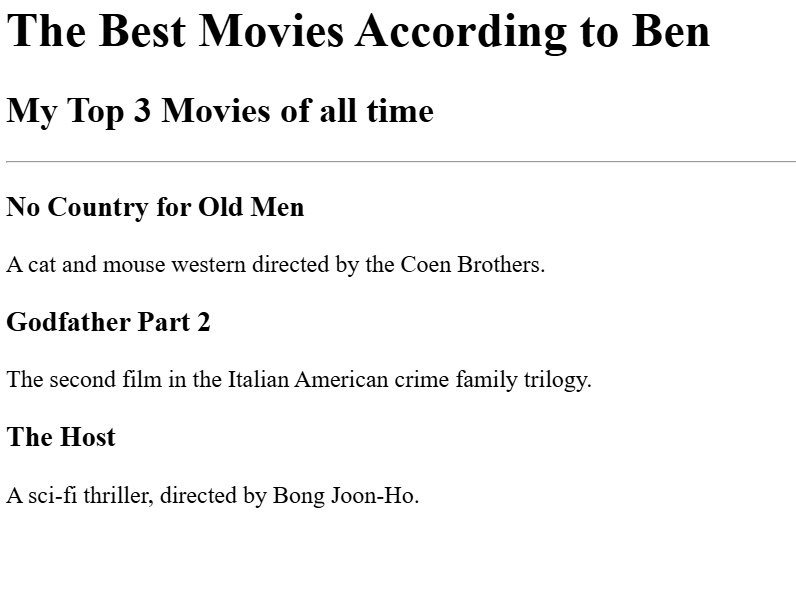 The Best Movies According to Ben
My Top 3 Movies of all time
No Country for Old Men
A cat and mouse western directed by the Coen Brothers.
Godfather Part 2
The second film in the Italian American crime family trilogy.
The Host
A sci-fi thriller, directed by Bong Joon-Ho.